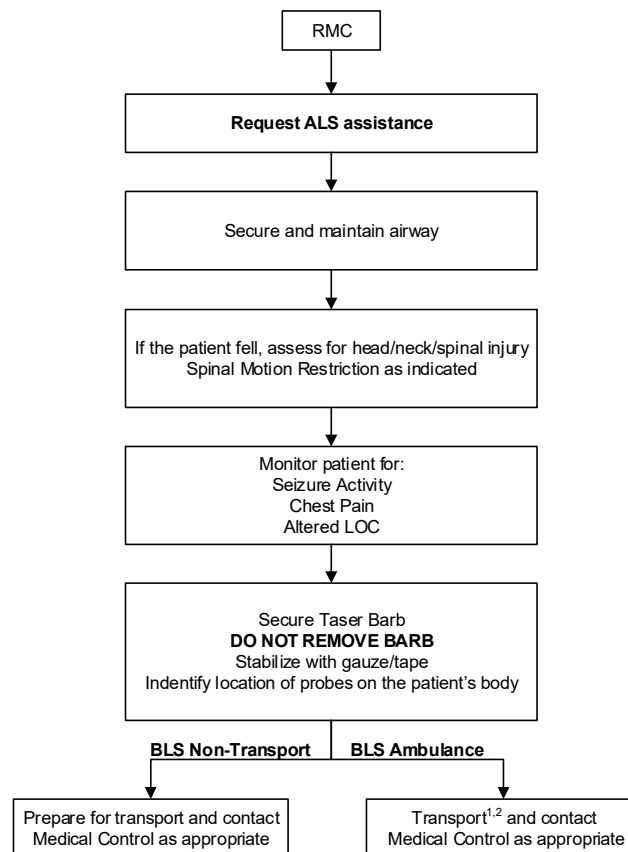 RMC
Request ALS assistance
Secure and maintain airway
If the patient fell, assess for head/neck/spinal injury
Spinal Motion Restriction as indicated
Monitor patient for:
Seizure Activity
Chest Pain
Altered LOC
Secure Taser Barb
DO NOT REMOVE BARB
Stabilize with gauze/tape
Indentify location of probes on the patient’s body
BLS Non-Transport
BLS Ambulance
Prepare for transport and contact
Medical Control as appropriate
Transport1,2 and contact
Medical Control as appropriate